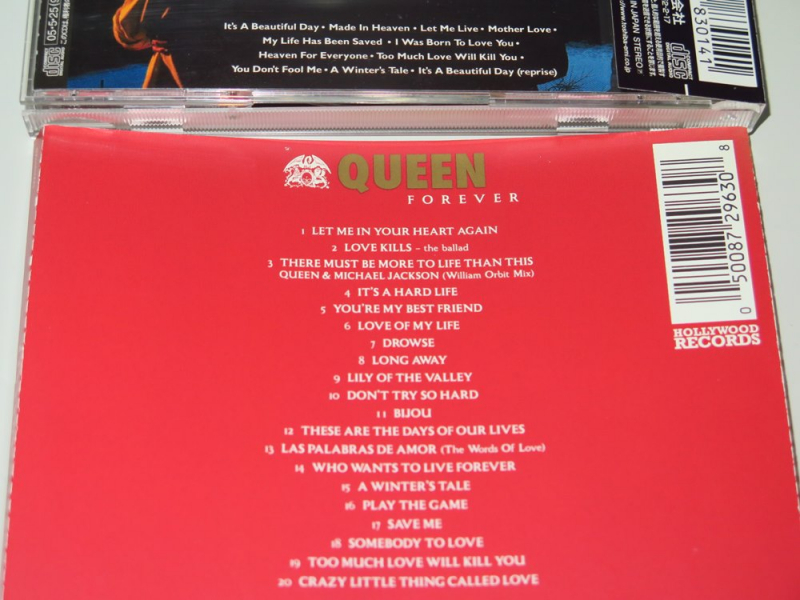 It's A Beautiful Day • Made In Heaven • Let Me Live • Mother Love •
My Life Has Been Saved • I Was Born To Love You •
Heaven For Everyone • Too Much Love Will Kill You •
You Don't Fool Me • A Winter's Tale • It's A Beautiful Day (reprise)
05·5·25
830141
QUEEN
FOREVER
1 LET ME IN YOUR HEART AGAIN
2 LOVE KILLS – the ballad
3 THERE MUST BE MORE TO LIFE THAN THIS
QUEEN & MICHAEL JACKSON (William Orbit Mix)
4 IT'S A HARD LIFE
5 YOU'RE MY BEST FRIEND
6 LOVE OF MY LIFE
7 DROWSE
8 LONG AWAY
9 LILY OF THE VALLEY
10 DON'T TRY SO HARD
11 BIJOU
12 THESE ARE THE DAYS OF OUR LIVES
13 LAS PALABRAS DE AMOR (The Words Of Love)
14 WHO WANTS TO LIVE FOREVER
15 A WINTER'S TALE
16 PLAY THE GAME
17 SAVE ME
18 SOMEBODY TO LOVE
19 TOO MUCH LOVE WILL KILL YOU
20 CRAZY LITTLE THING CALLED LOVE
0 50087 29630 8
HOLLYWOOD
RECORDS